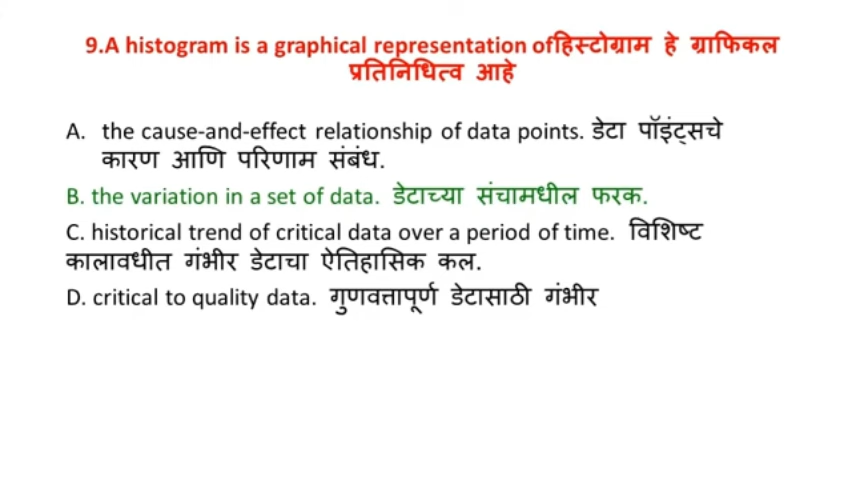 9.A histogram is a graphical representation ofहिस्टोग्राम हे ग्राफिकल
प्रतिनिधित्व आहे
A. the cause-and-effect relationship of data points. डेटा पॉइंट्सचे
कारण आणि परिणाम संबंध.
B. the variation in a set of data. डेटाच्या संचामधील फरक.
C. historical trend of critical data over a period of time. विशिष्ट
कालावधीत गंभीर डेटाचा ऐतिहासिक कल.
D. critical to quality data. गुणवत्तापूर्ण डेटासाठी गंभीर